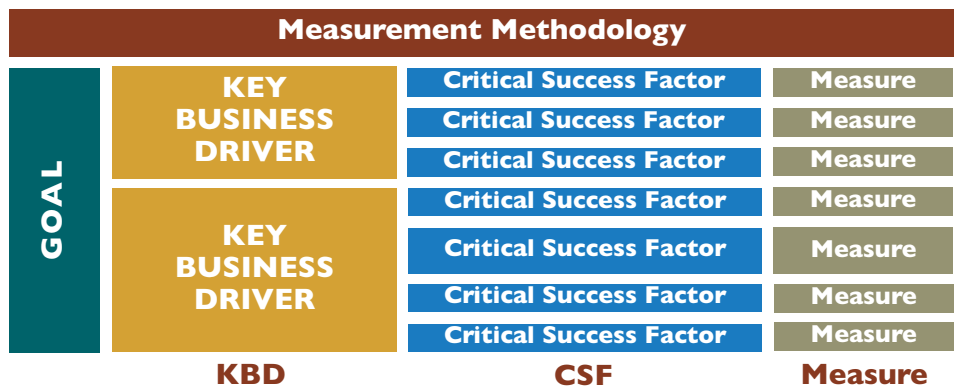 Measurement Methodology
GOAL
KEY
BUSINESS
DRIVER
Critical Success Factor
Measure
Critical Success Factor
Measure
Critical Success Factor
Measure
KEY
BUSINESS
DRIVER
Critical Success Factor
Measure
Critical Success Factor
Measure
Critical Success Factor
Measure
Critical Success Factor
Measure
KBD
CSF
Measure